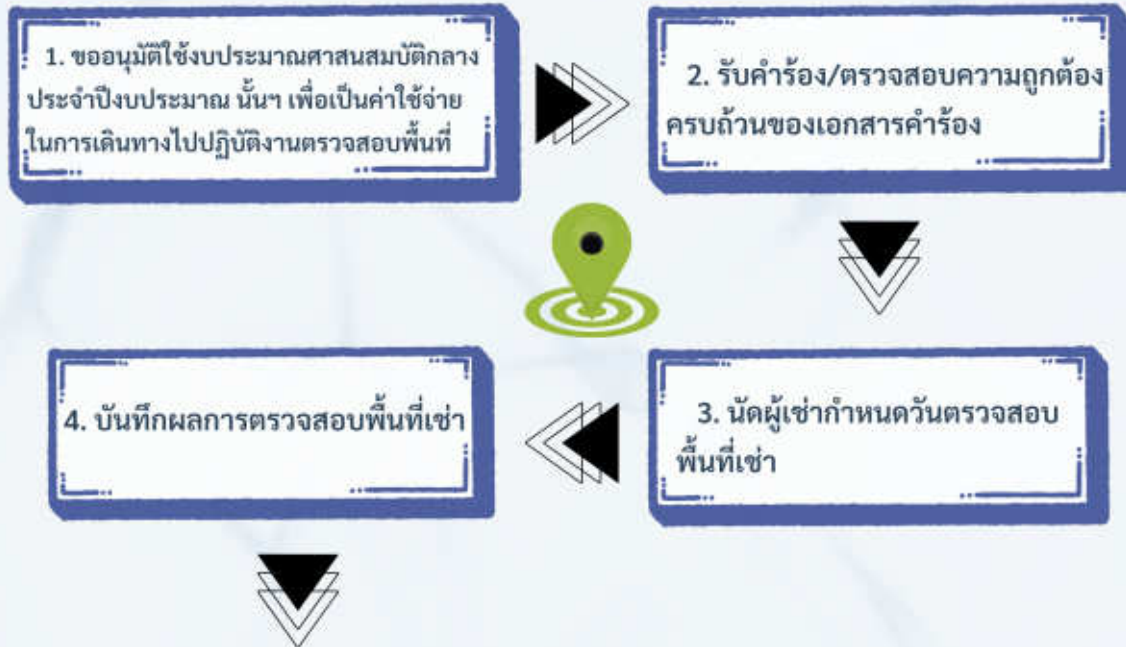 1. ขออนุมัติใช้งบประมาณศาสนสมบัติกลาง
ประจำปีงบประมาณ นั้นฯ เพื่อเป็นค่าใช้จ่าย
ในการเดินทางไปปฏิบัติงานตรวจสอบพื้นที่
2. รับคำร้อง/ตรวจสอบความถูกต้อง
ครบถ้วนของเอกสารคำร้อง
3. นัดผู้เช่ากำหนดวันตรวจสอบ
พื้นที่เช่า
4. บันทึกผลการตรวจสอบพื้นที่เช่า